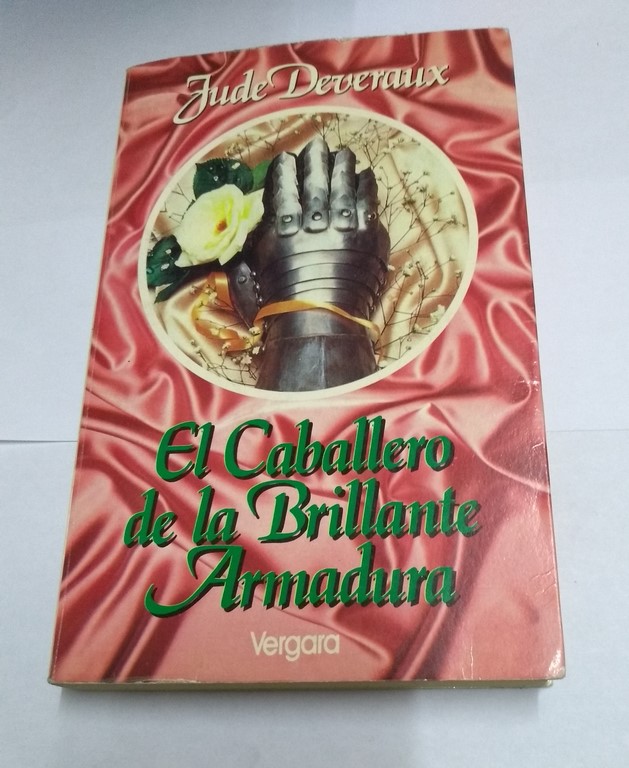 Jude Deveraux
El Caballero
de la Brillante
Armadura
Vergara